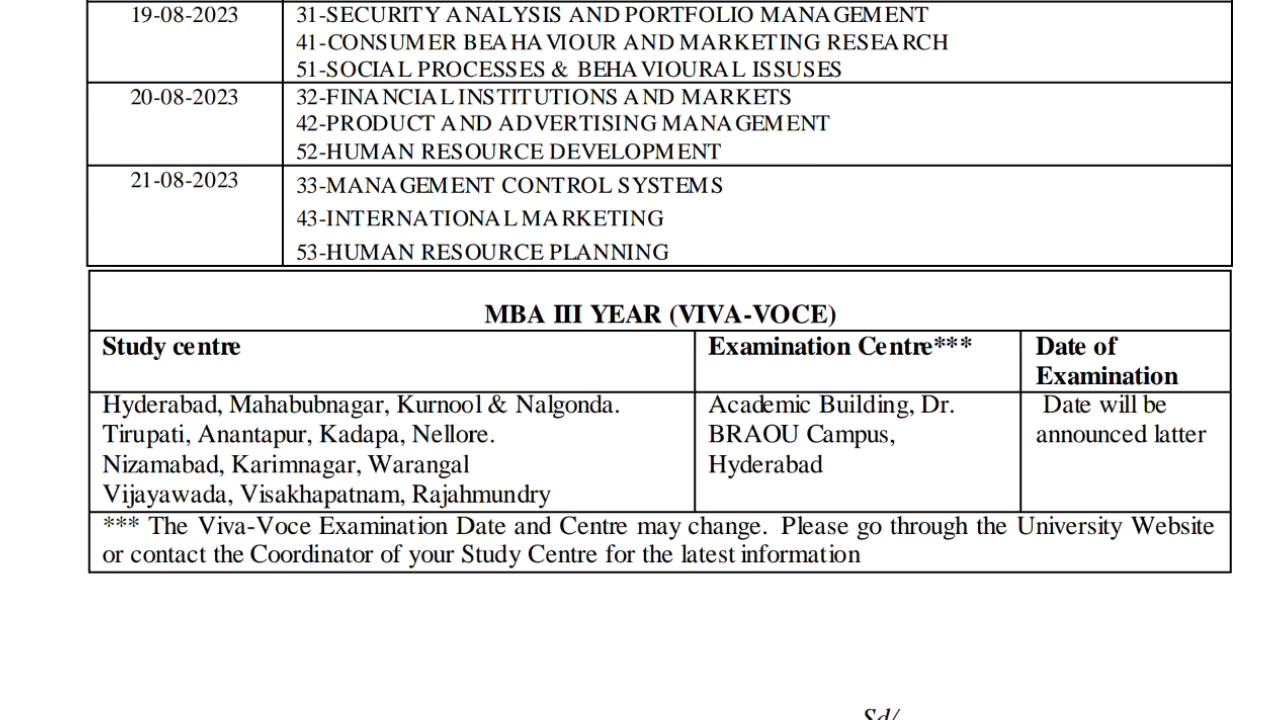 19-08-2023
31-SECURITY ANALYSIS AND PORTFOLIO MANAGEMENT
41-CONSUMER BEAHAVIOUR AND MARKETING RESEARCH
51-SOCIAL PROCESSES & BEHAVIOURAL ISSUSES
20-08-2023
32-FINANCIAL INSTITUTIONS AND MARKETS
42-PRODUCT AND ADVERTISING MANAGEMENT
52-HUMAN RESOURCE DEVELOPMENT
21-08-2023
33-MANAGEMENT CONTROL SYSTEMS
43-INTERNATIONAL MARKETING
53-HUMAN RESOURCE PLANNING
MBA III YEAR (VIVA-VOCE)
Study centre
Examination Centre***
Date of
Examination
Hyderabad, Mahabubnagar, Kurnool & Nalgonda.
Tirupati, Anantapur, Kadapa, Nellore.
Nizamabad, Karimnagar, Warangal
Vijayawada, Visakhapatnam, Rajahmundry
Academic Building, Dr.
BRAOU Campus,
Hyderabad
Date will be
announced latter
*** The Viva-Voce Examination Date and Centre may change. Please go through the University Website
or contact the Coordinator of your Study Centre for the latest information
Sd/